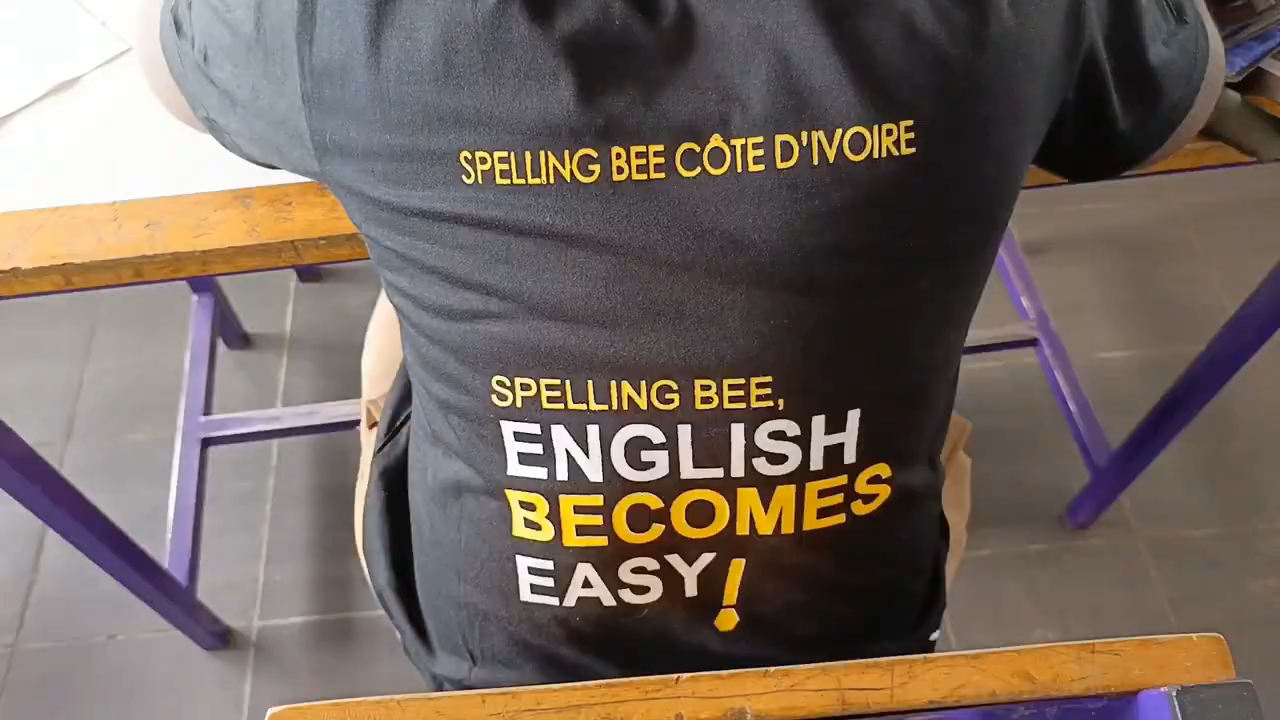 SPELLING BEE CÔTE D'IVOIRE
SPELLING BEE,
ENGLISH
BECOMES
EASY!